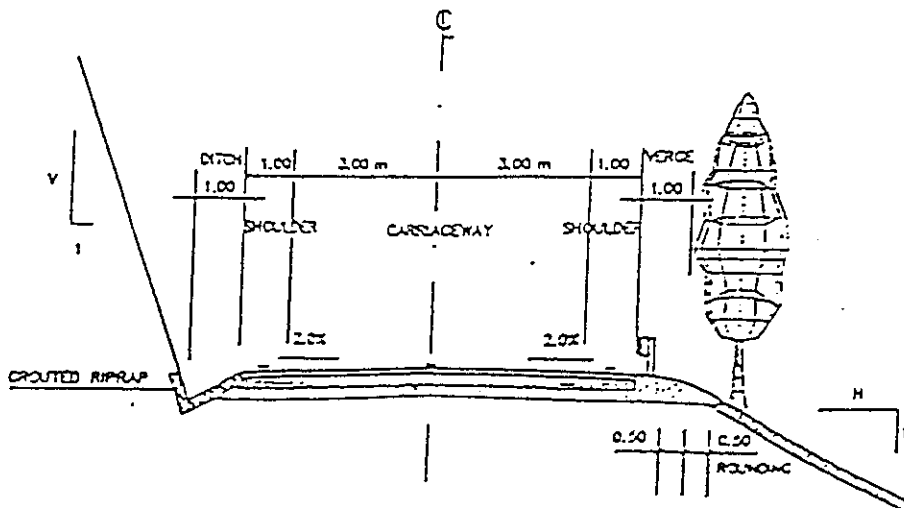 ℄
DITCH 1.00 3.00 m 3.00 m 1.00 VERGE
V 1.00 1.00
SHOULDER CARRIAGEWAY SHOULDER
1
2.0% 2.0%
GROUTED RIPRAP
H
0.50 0.50
ROUNDING